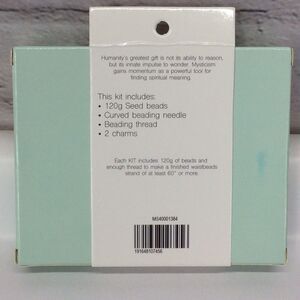 Humanity's greatest gift is not its ability to reason,
but its innate impulse to wonder. Mysticism
gains momentum as a powerful tool for
finding spiritual meaning.
This kit includes:
• 120g Seed beads
• Curved beading needle
• Beading thread
• 2 charms
Each KIT includes 120g of beads and
enough thread to make a finished waistbeads
strand of at least 60" or more.
MS40001384
191648107456